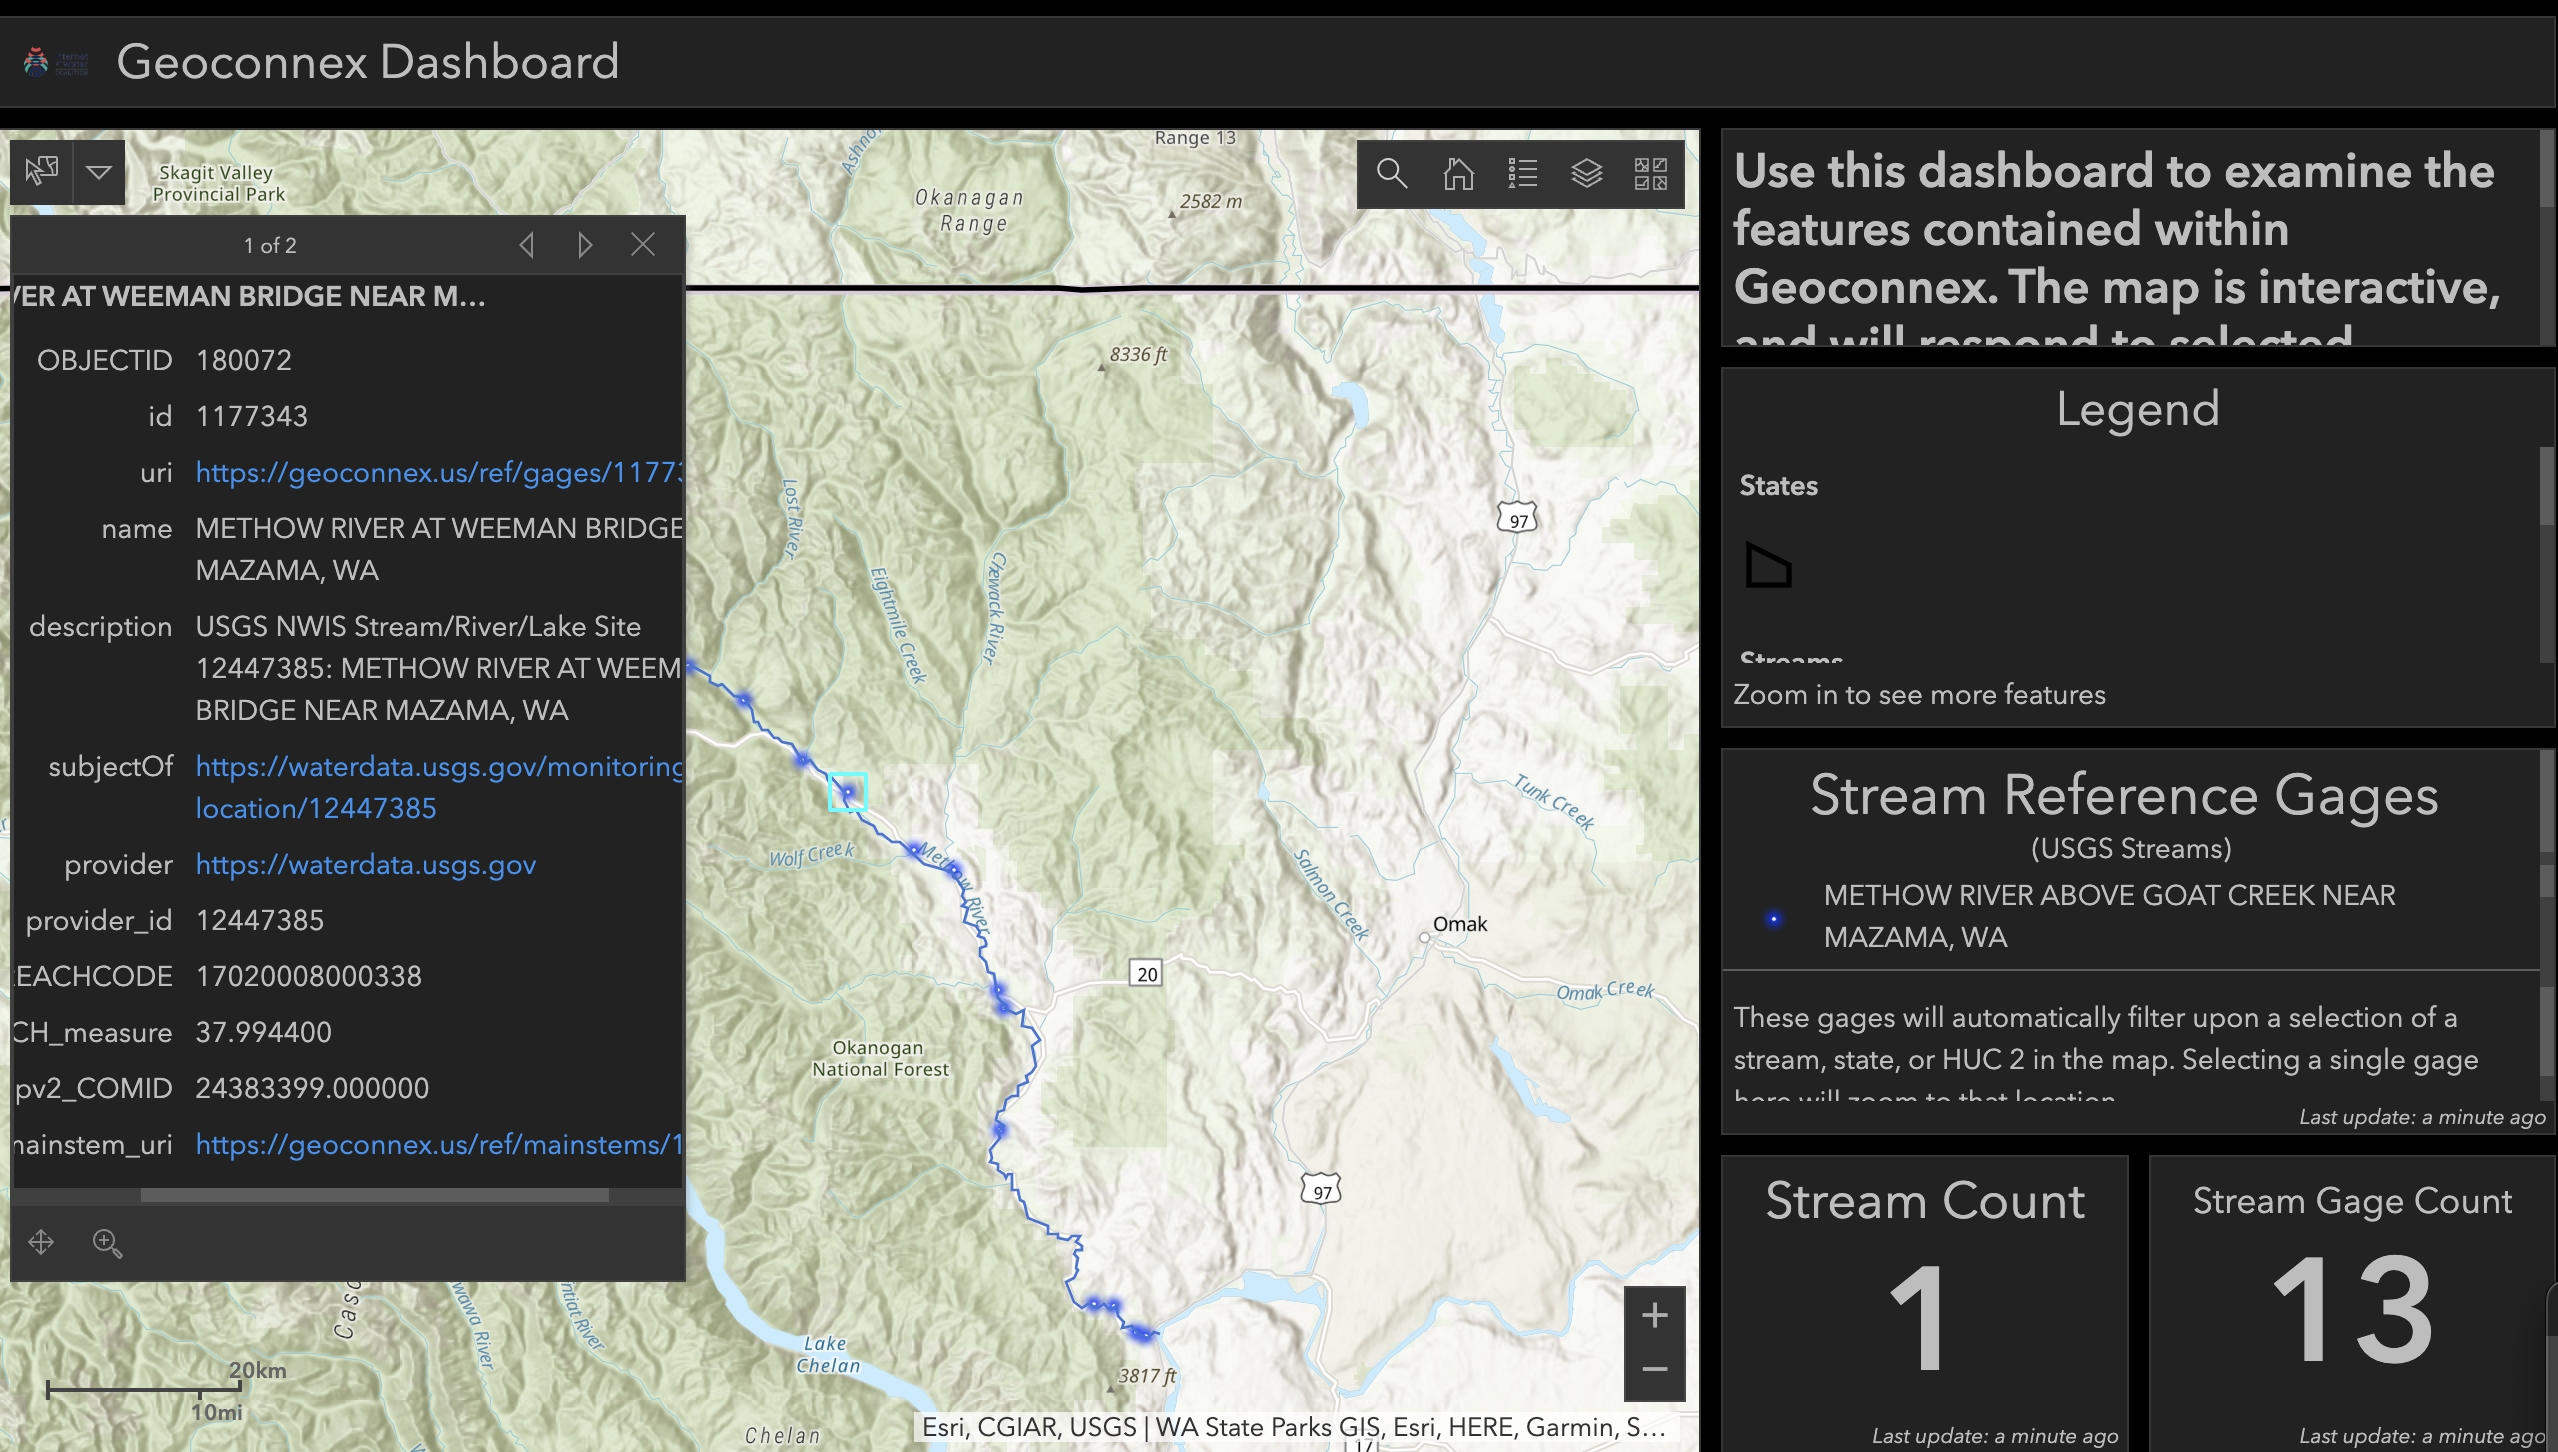 Geoconnex Dashboard
Skagit Valley
Provincial Park
Range 13
Okanagan
Range
2582 m
1 of 2
VER AT WEEMAN BRIDGE NEAR M...
OBJECTID 180072
id 1177343
uri https://geoconnex.us/ref/gages/11773
name METHOW RIVER AT WEEMAN BRIDGE
MAZAMA, WA
description USGS NWIS Stream/River/Lake Site
12447385: METHOW RIVER AT WEEM
BRIDGE NEAR MAZAMA, WA
subjectOf https://waterdata.usgs.gov/monitoring
location/12447385
provider https://waterdata.usgs.gov
provider_id 12447385
EACHCODE 17020008000338
CH_measure 37.994400
pv2_COMID 24383399.000000
mainstem_uri https://geoconnex.us/ref/mainstems/1
8336 ft
Lost River
Eightmile Creek
Chewack River
97
Wolf Creek
Methow River
Tunk Creek
Salmon Creek
Omak
20
Omak Creek
Okanogan
National Forest
97
Lake
Chelan
3817 ft
Chelan
20km
10mi
Esri, CGIAR, USGS | WA State Parks GIS, Esri, HERE, Garmin, S...
17
Use this dashboard to examine the
features contained within
Geoconnex. The map is interactive,
and will respond to selected
Legend
States
Streams
Zoom in to see more features
Stream Reference Gages
(USGS Streams)
METHOW RIVER ABOVE GOAT CREEK NEAR
MAZAMA, WA
These gages will automatically filter upon a selection of a
stream, state, or HUC 2 in the map. Selecting a single gage
here will zoom to that location
Last update: a minute ago
Stream Count
1
Last update: a minute ago
Stream Gage Count
13
Last update: a minute ago